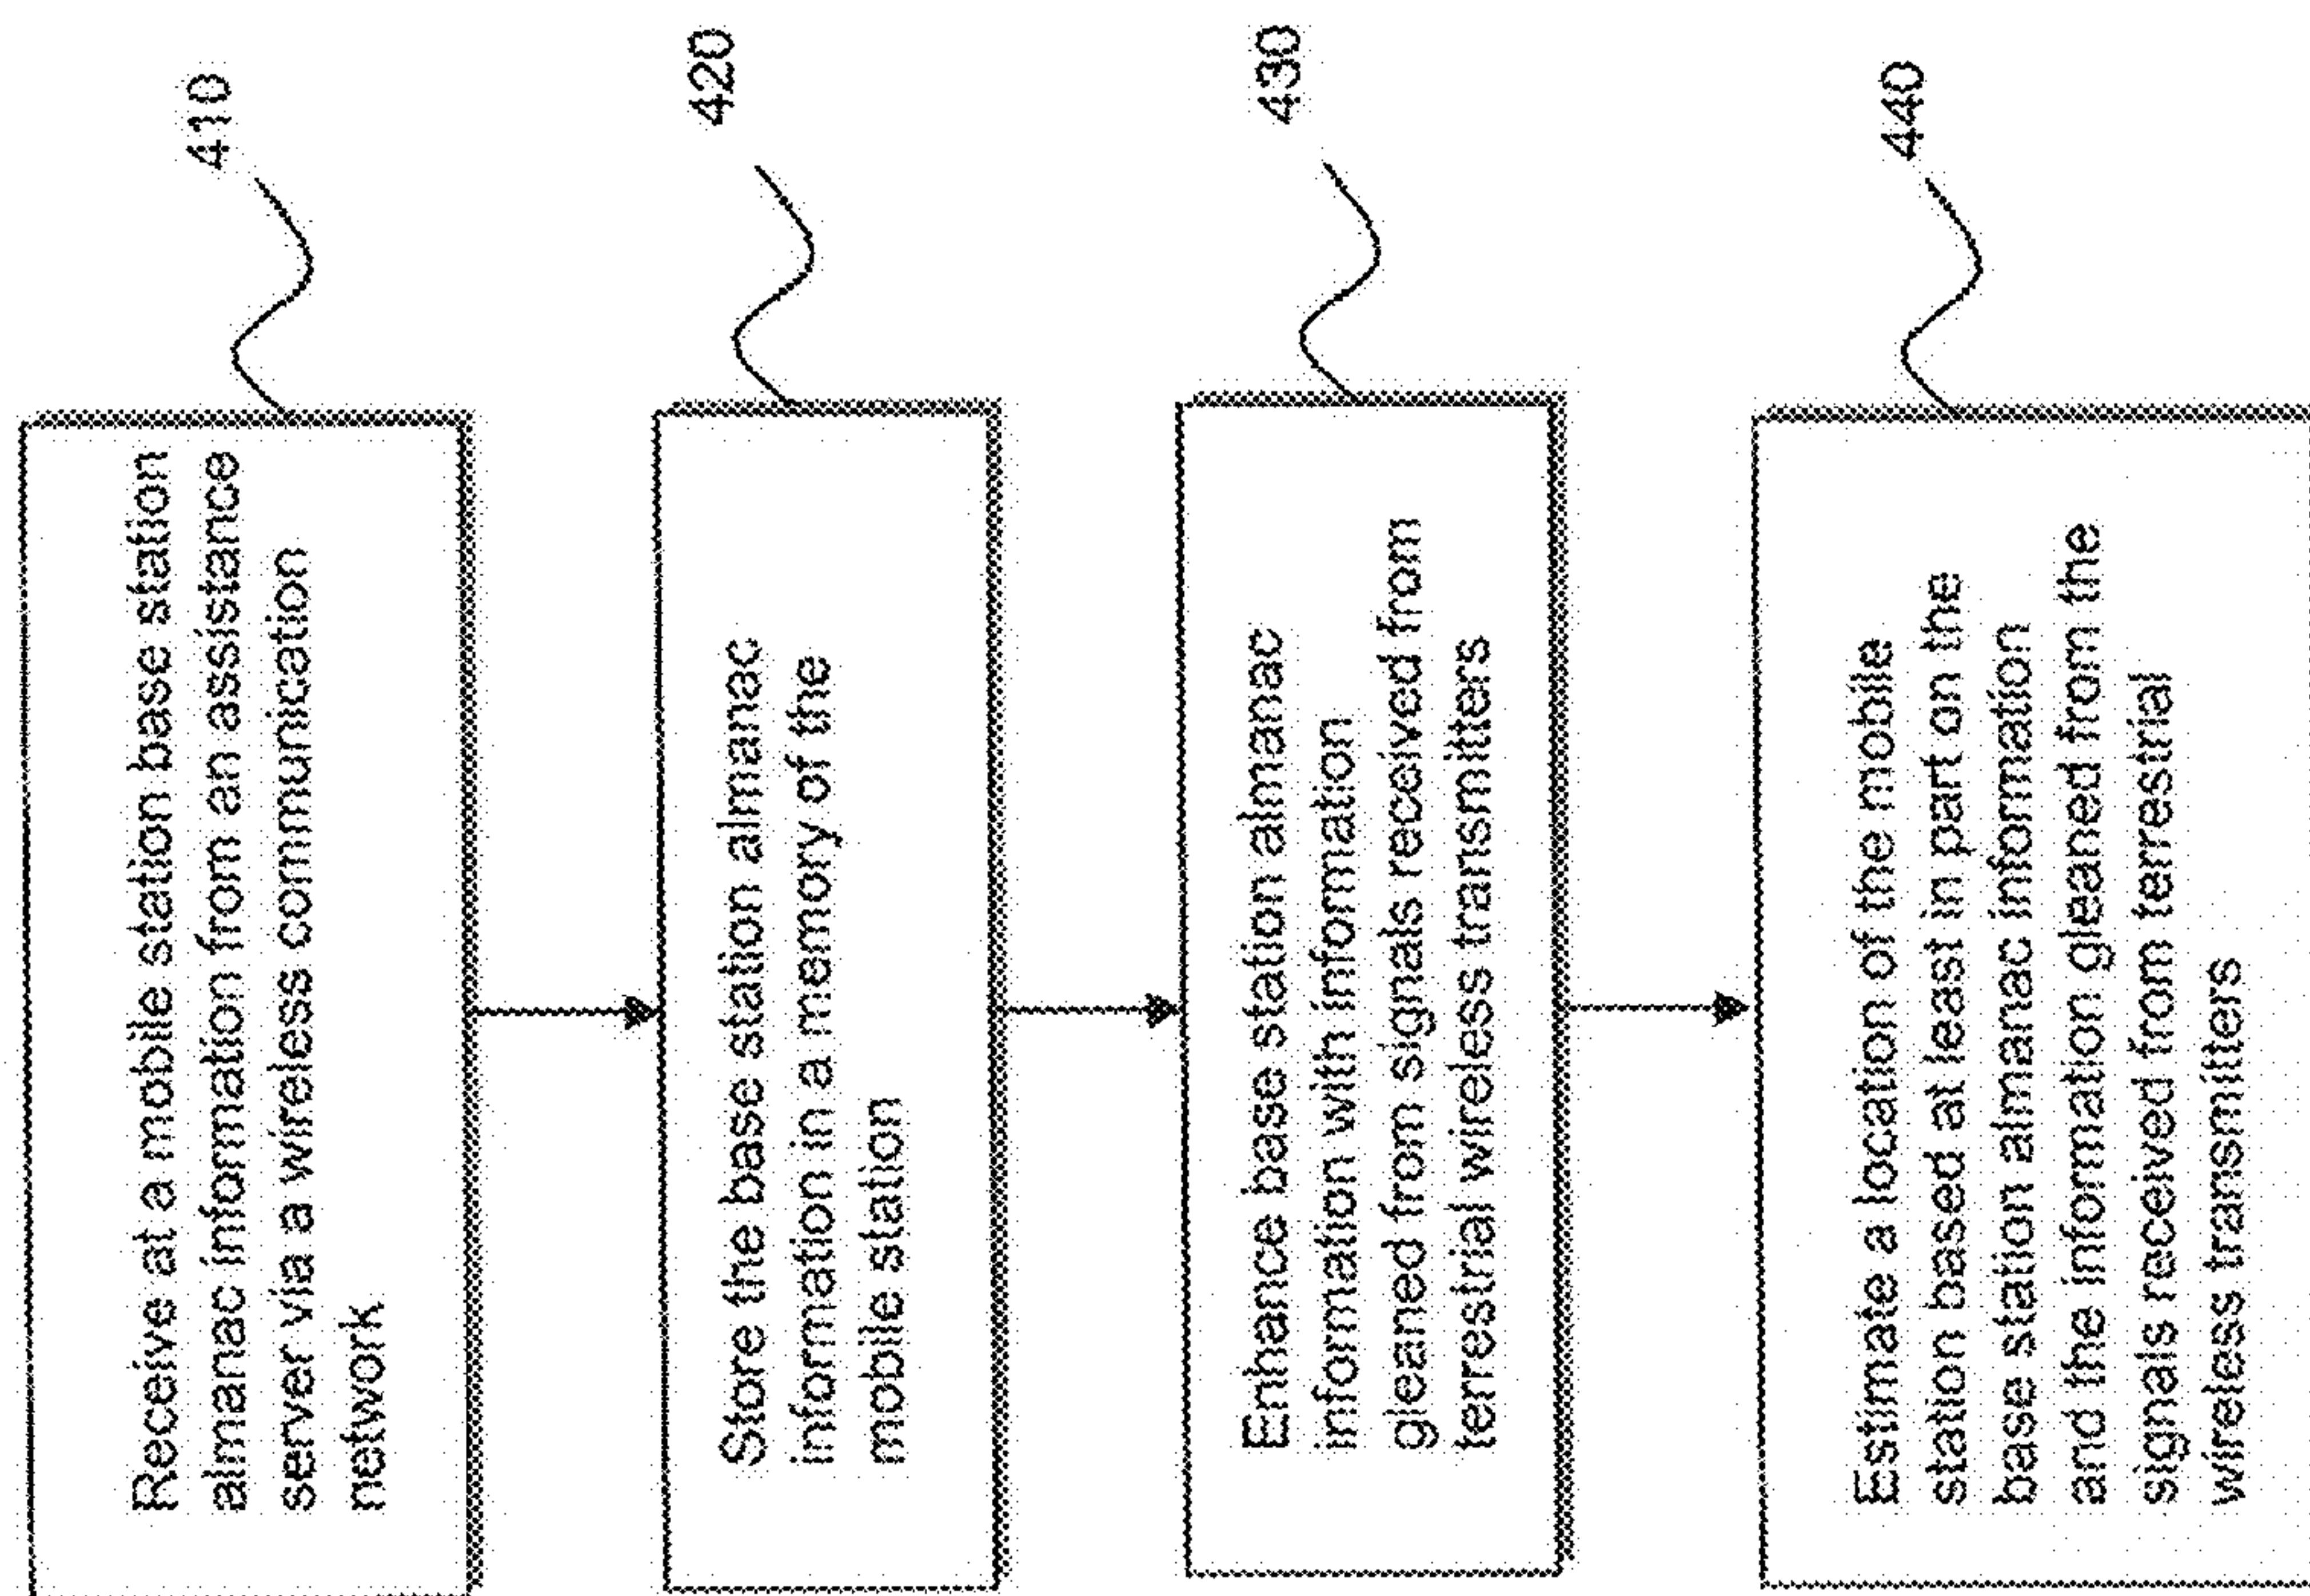 410
Receive at a mobile station base station
almanac information from an assistance
server via a wireless communication
network
420
Store the base station almanac
information in a memory of the
mobile station
430
Enhance base station almanac
information with information
gleaned from signals received from
terrestrial wireless transmitters
440
Estimate a location of the mobile
station based at least in part on the
base station almanac information
and the information gleaned from the
signals received from terrestrial
wireless transmitters